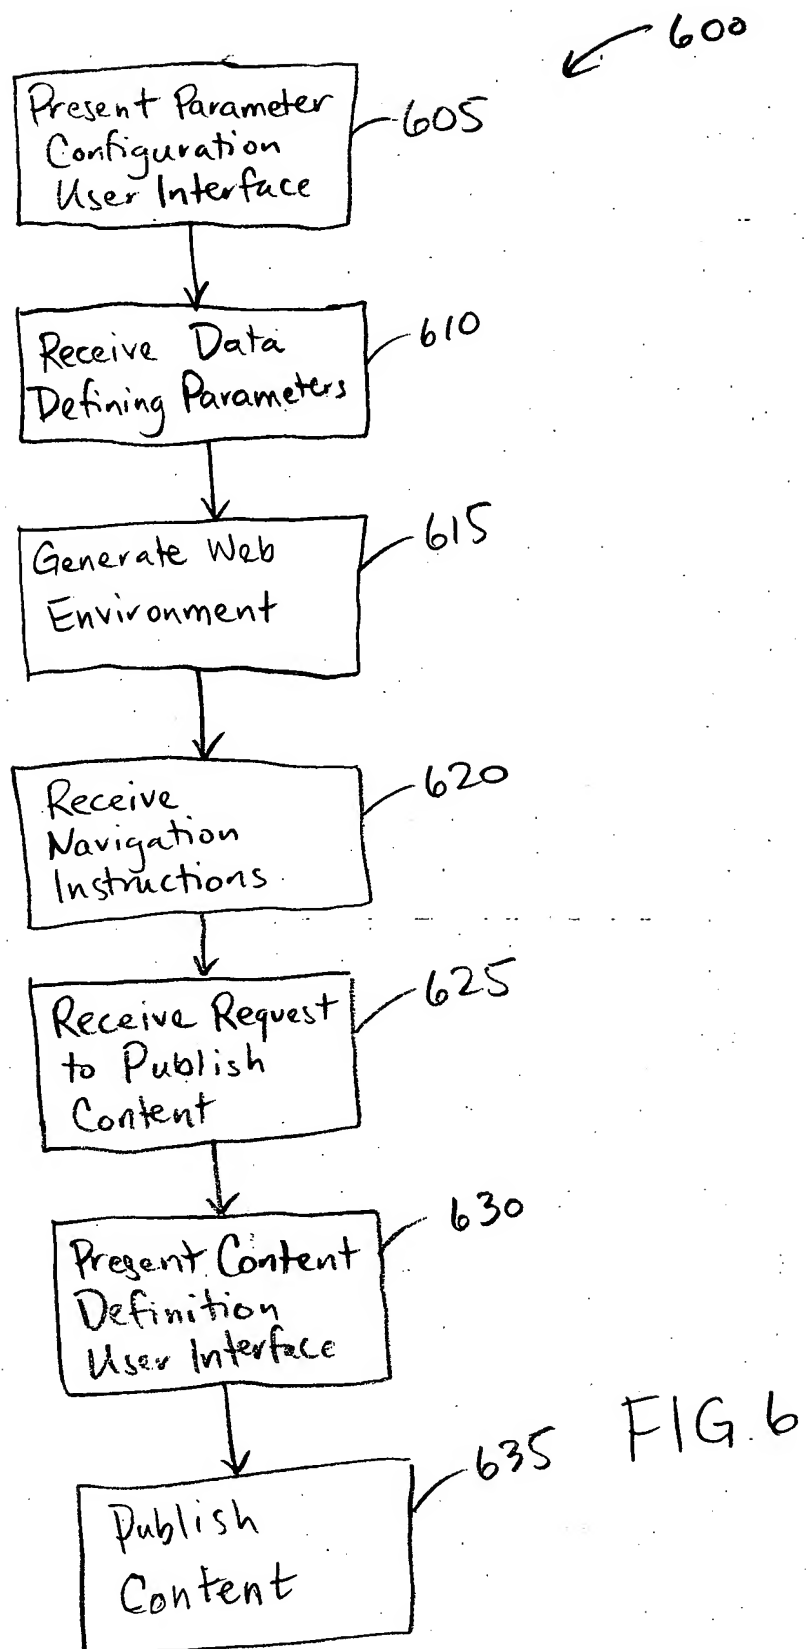 600
Present Parameter
Configuration
User Interface
605
Receive Data
Defining Parameters
610
Generate Web
Environment
615
Receive
Navigation
Instructions
620
Receive Request
to Publish
Content
625
Present Content
Definition
User Interface
630
Publish
Content
635
FIG. 6